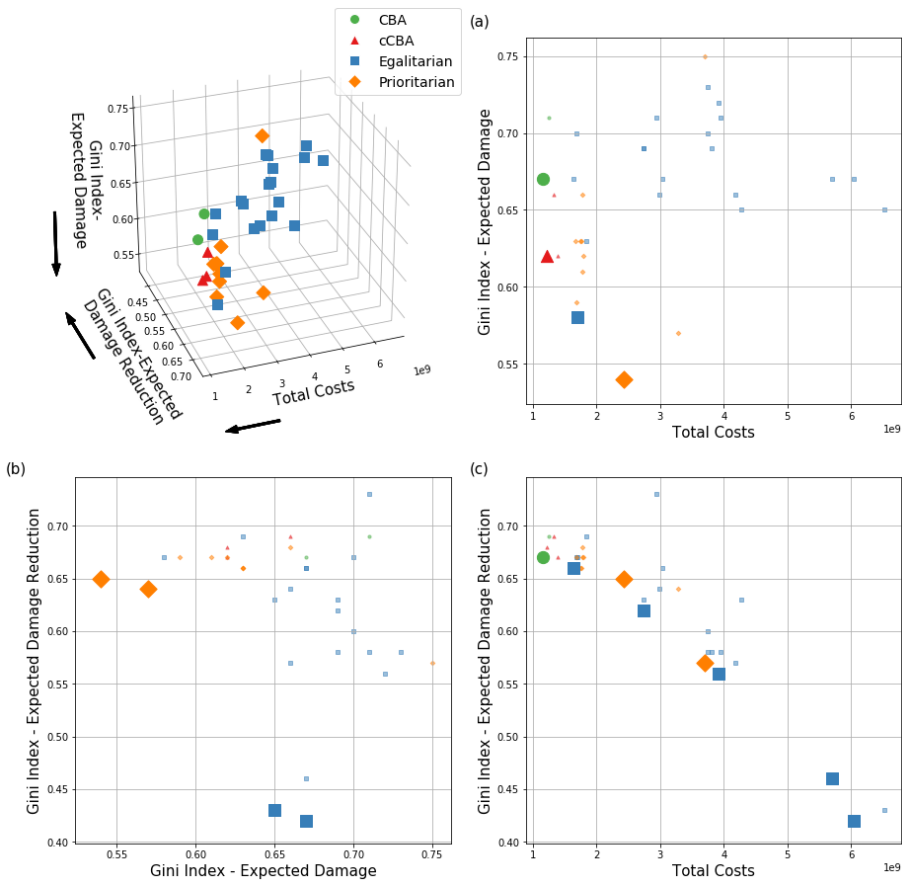 CBA
cCBA
Egalitarian
Prioritarian
0.75
0.70
0.65
0.60
0.55
Gini Index-
Expected Damage
0.45
0.50
0.55
0.60
0.65
0.70
Gini Index-Expected
Damage Reduction
1
2
3
4
5
6
1e9
Total Costs
(a)
0.75
0.70
0.65
0.60
0.55
Gini Index - Expected Damage
1
2
3
4
5
6
1e9
Total Costs
(b)
0.70
0.65
0.60
0.55
0.50
0.45
0.40
Gini Index - Expected Damage Reduction
0.55
0.60
0.65
0.70
0.75
Gini Index - Expected Damage
(c)
0.70
0.65
0.60
0.55
0.50
0.45
0.40
Gini Index - Expected Damage Reduction
1
2
3
4
5
6
1e9
Total Costs